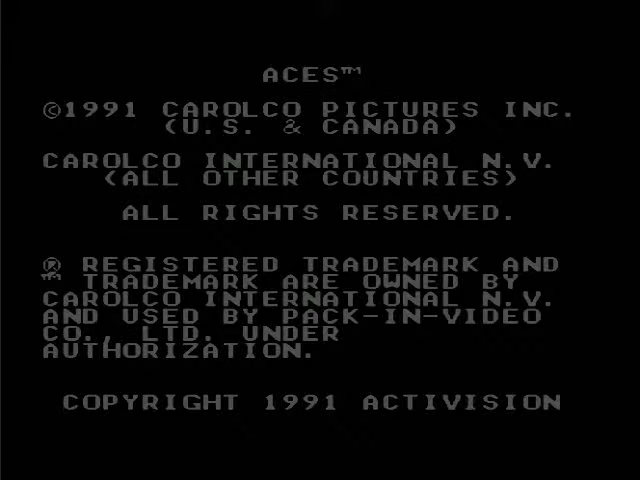 ACES™
©1991 CAROLCO PICTURES INC.
(U.S. & CANADA)
CAROLCO INTERNATIONAL N.V.
(ALL OTHER COUNTRIES)
ALL RIGHTS RESERVED.
® REGISTERED TRADEMARK AND
™ TRADEMARK ARE OWNED BY
CAROLCO INTERNATIONAL N.V.
AND USED BY PACK-IN-VIDEO
CO., LTD. UNDER
AUTHORIZATION.
COPYRIGHT 1991 ACTIVISION